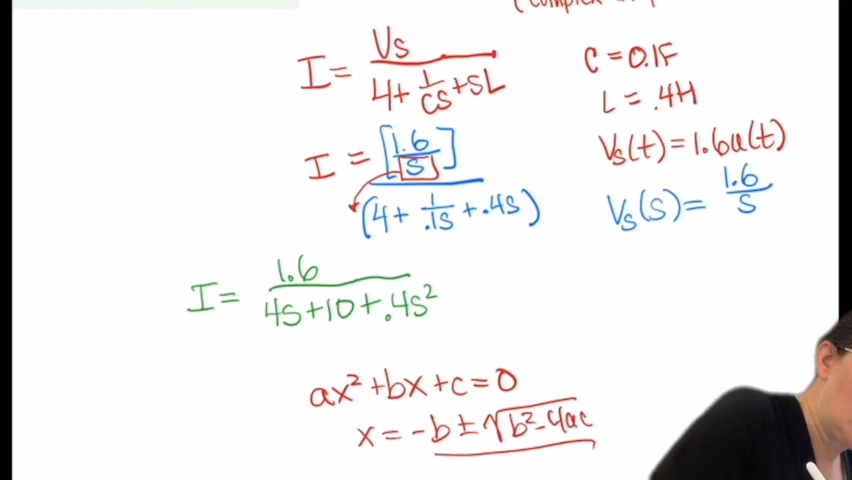 (complex
I = Vs / (4 + 1/CS + SL)
C = 0.1F
L = .4H
Vs(t) = 1.6u(t)
I = [1.6/S] / (4 + 1/.1S + .4S)
Vs(S) = 1.6/S
I = 1.6 / (4S + 10 + .4S²)
ax² + bx + c = 0
x = -b ± √b² - 4ac